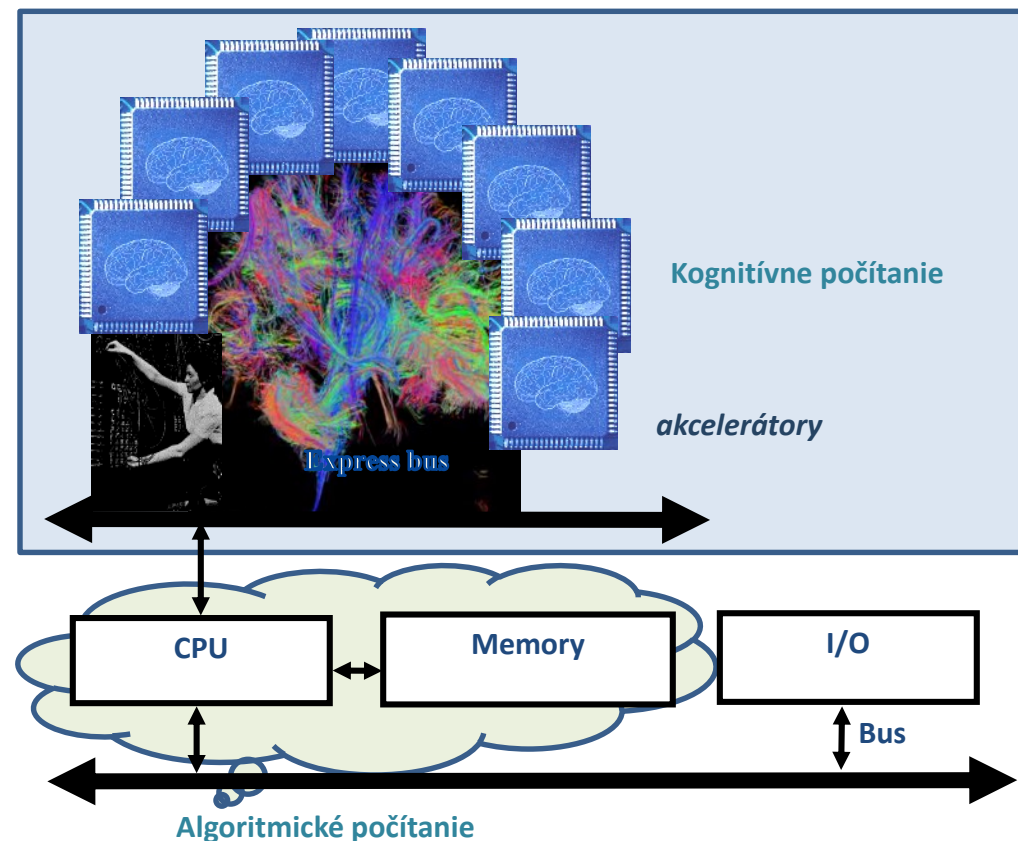 Kognitívne počítanie
akcelerátory
Express bus
CPU
Memory
I/O
Bus
Algoritmické počítanie